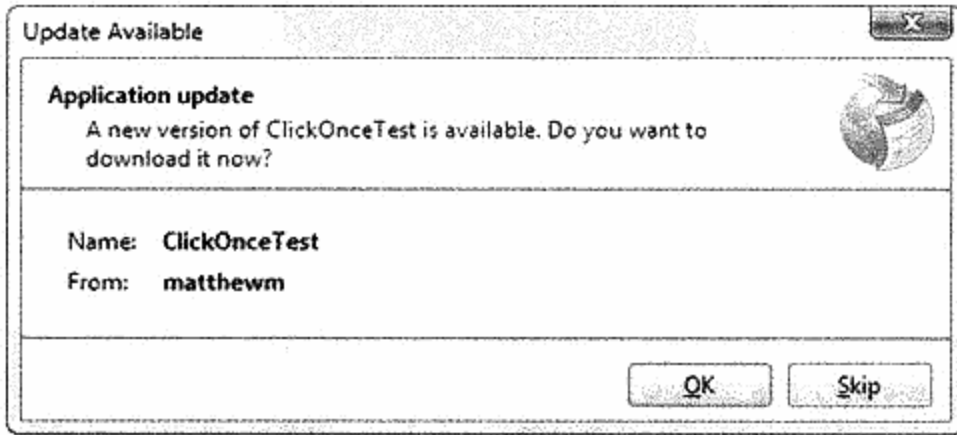 Update Available
Application update
A new version of ClickOnceTest is available. Do you want to
download it now?
Name: ClickOnceTest
From: matthewm
OK Skip